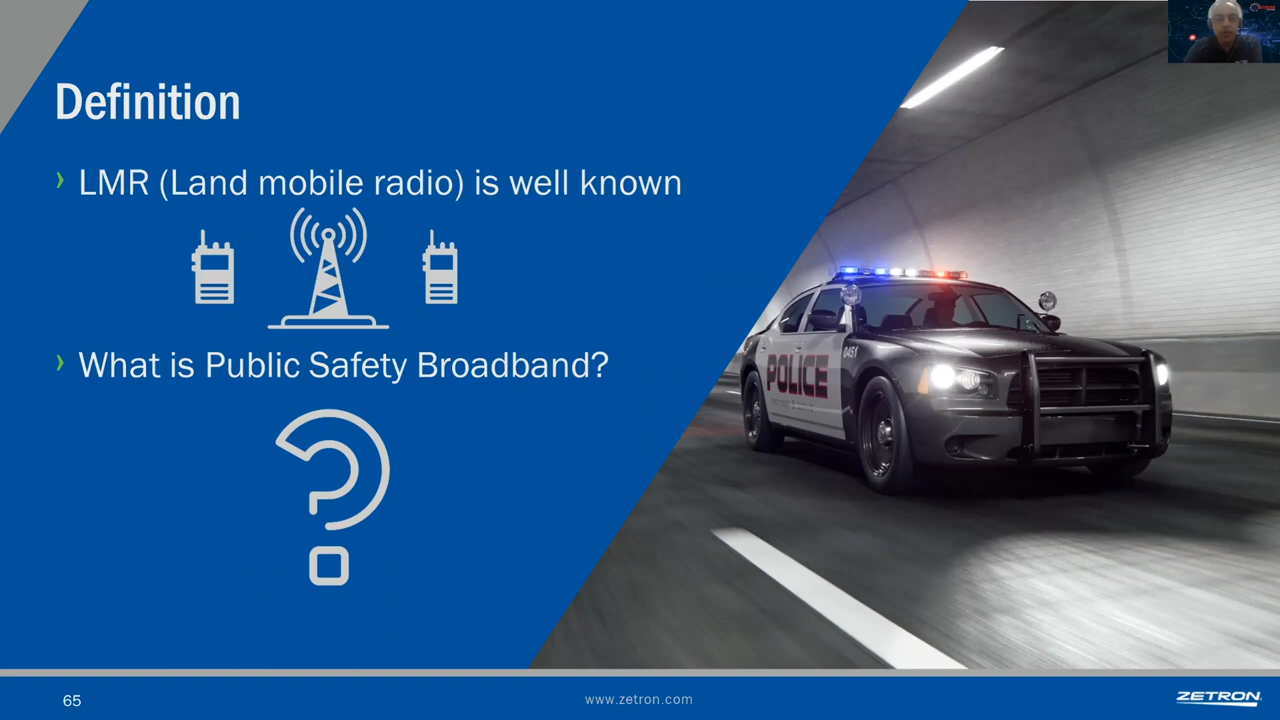 Definition
› LMR (Land mobile radio) is well known
› What is Public Safety Broadband?
POLICE
0451
65
www.zetron.com
ZETRON